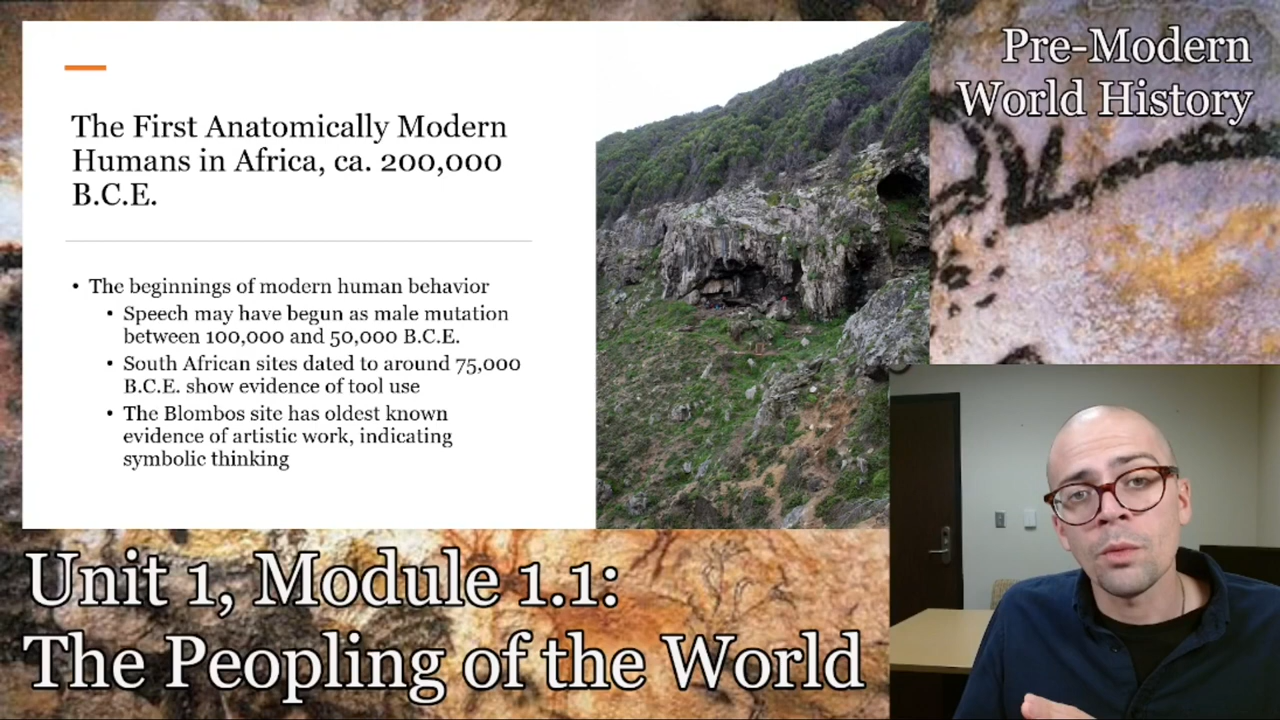 The First Anatomically Modern
Humans in Africa, ca. 200,000
B.C.E.
• The beginnings of modern human behavior
• Speech may have begun as male mutation
between 100,000 and 50,000 B.C.E.
• South African sites dated to around 75,000
B.C.E. show evidence of tool use
• The Blombos site has oldest known
evidence of artistic work, indicating
symbolic thinking
Pre-Modern
World History
Unit 1, Module 1.1:
The Peopling of the World